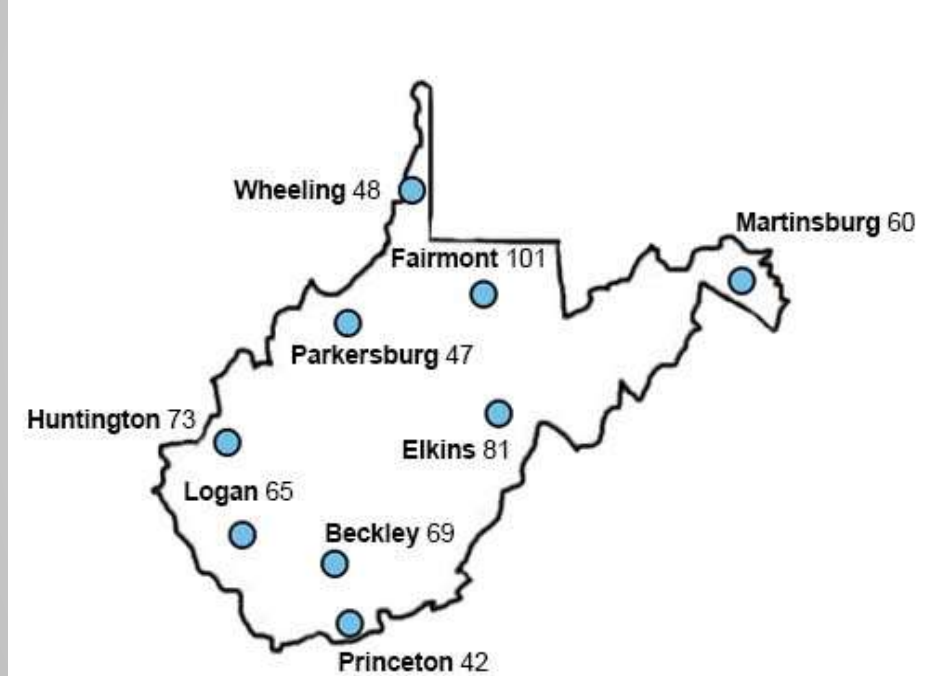 Wheeling 48
Martinsburg 60
Fairmont 101
Parkersburg 47
Huntington 73
Elkins 81
Logan 65
Beckley 69
Princeton 42